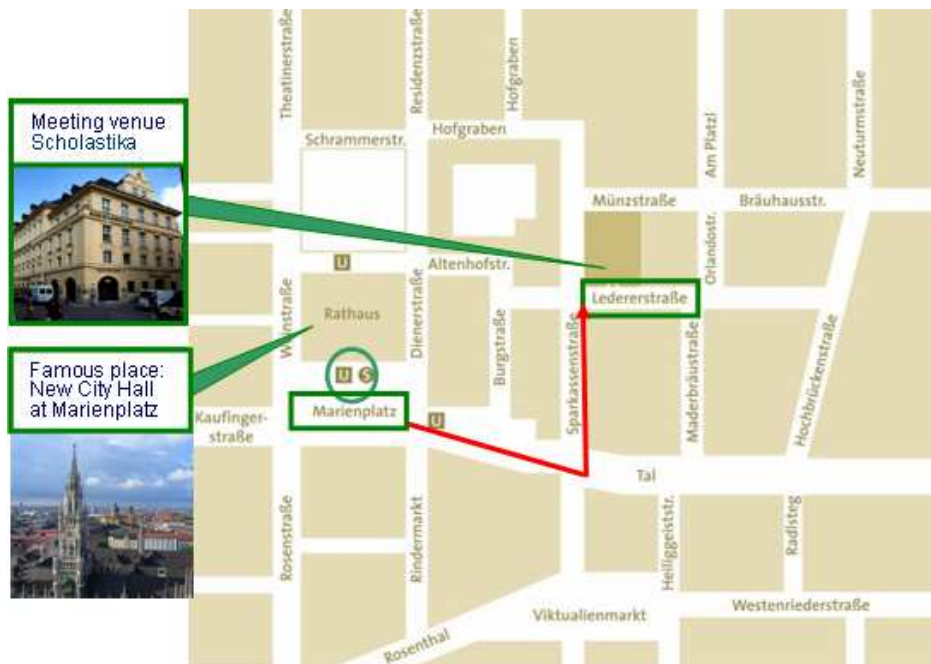 Meeting venue
Scholastika
Famous place:
New City Hall
at Marienplatz
Theatinerstraße
Residenzstraße
Hofgraben
Hofgraben
Schrammerstr.
Am Platzl
Neuturmstraße
Münzstraße
Bräuhausstr.
Orlandostr.
U
Altenhofstr.
Ledererstraße
Weinstraße
Rathaus
Dienerstraße
Burgstraße
Sparkassenstraße
Maderbräustraße
Hochbrückenstraße
U S
Marienplatz
U
Kaufinger-
straße
Tal
Rosenstraße
Rindermarkt
Heiliggeiststr.
Radlsteg
Viktualienmarkt
Westenriederstraße
Rosenthal